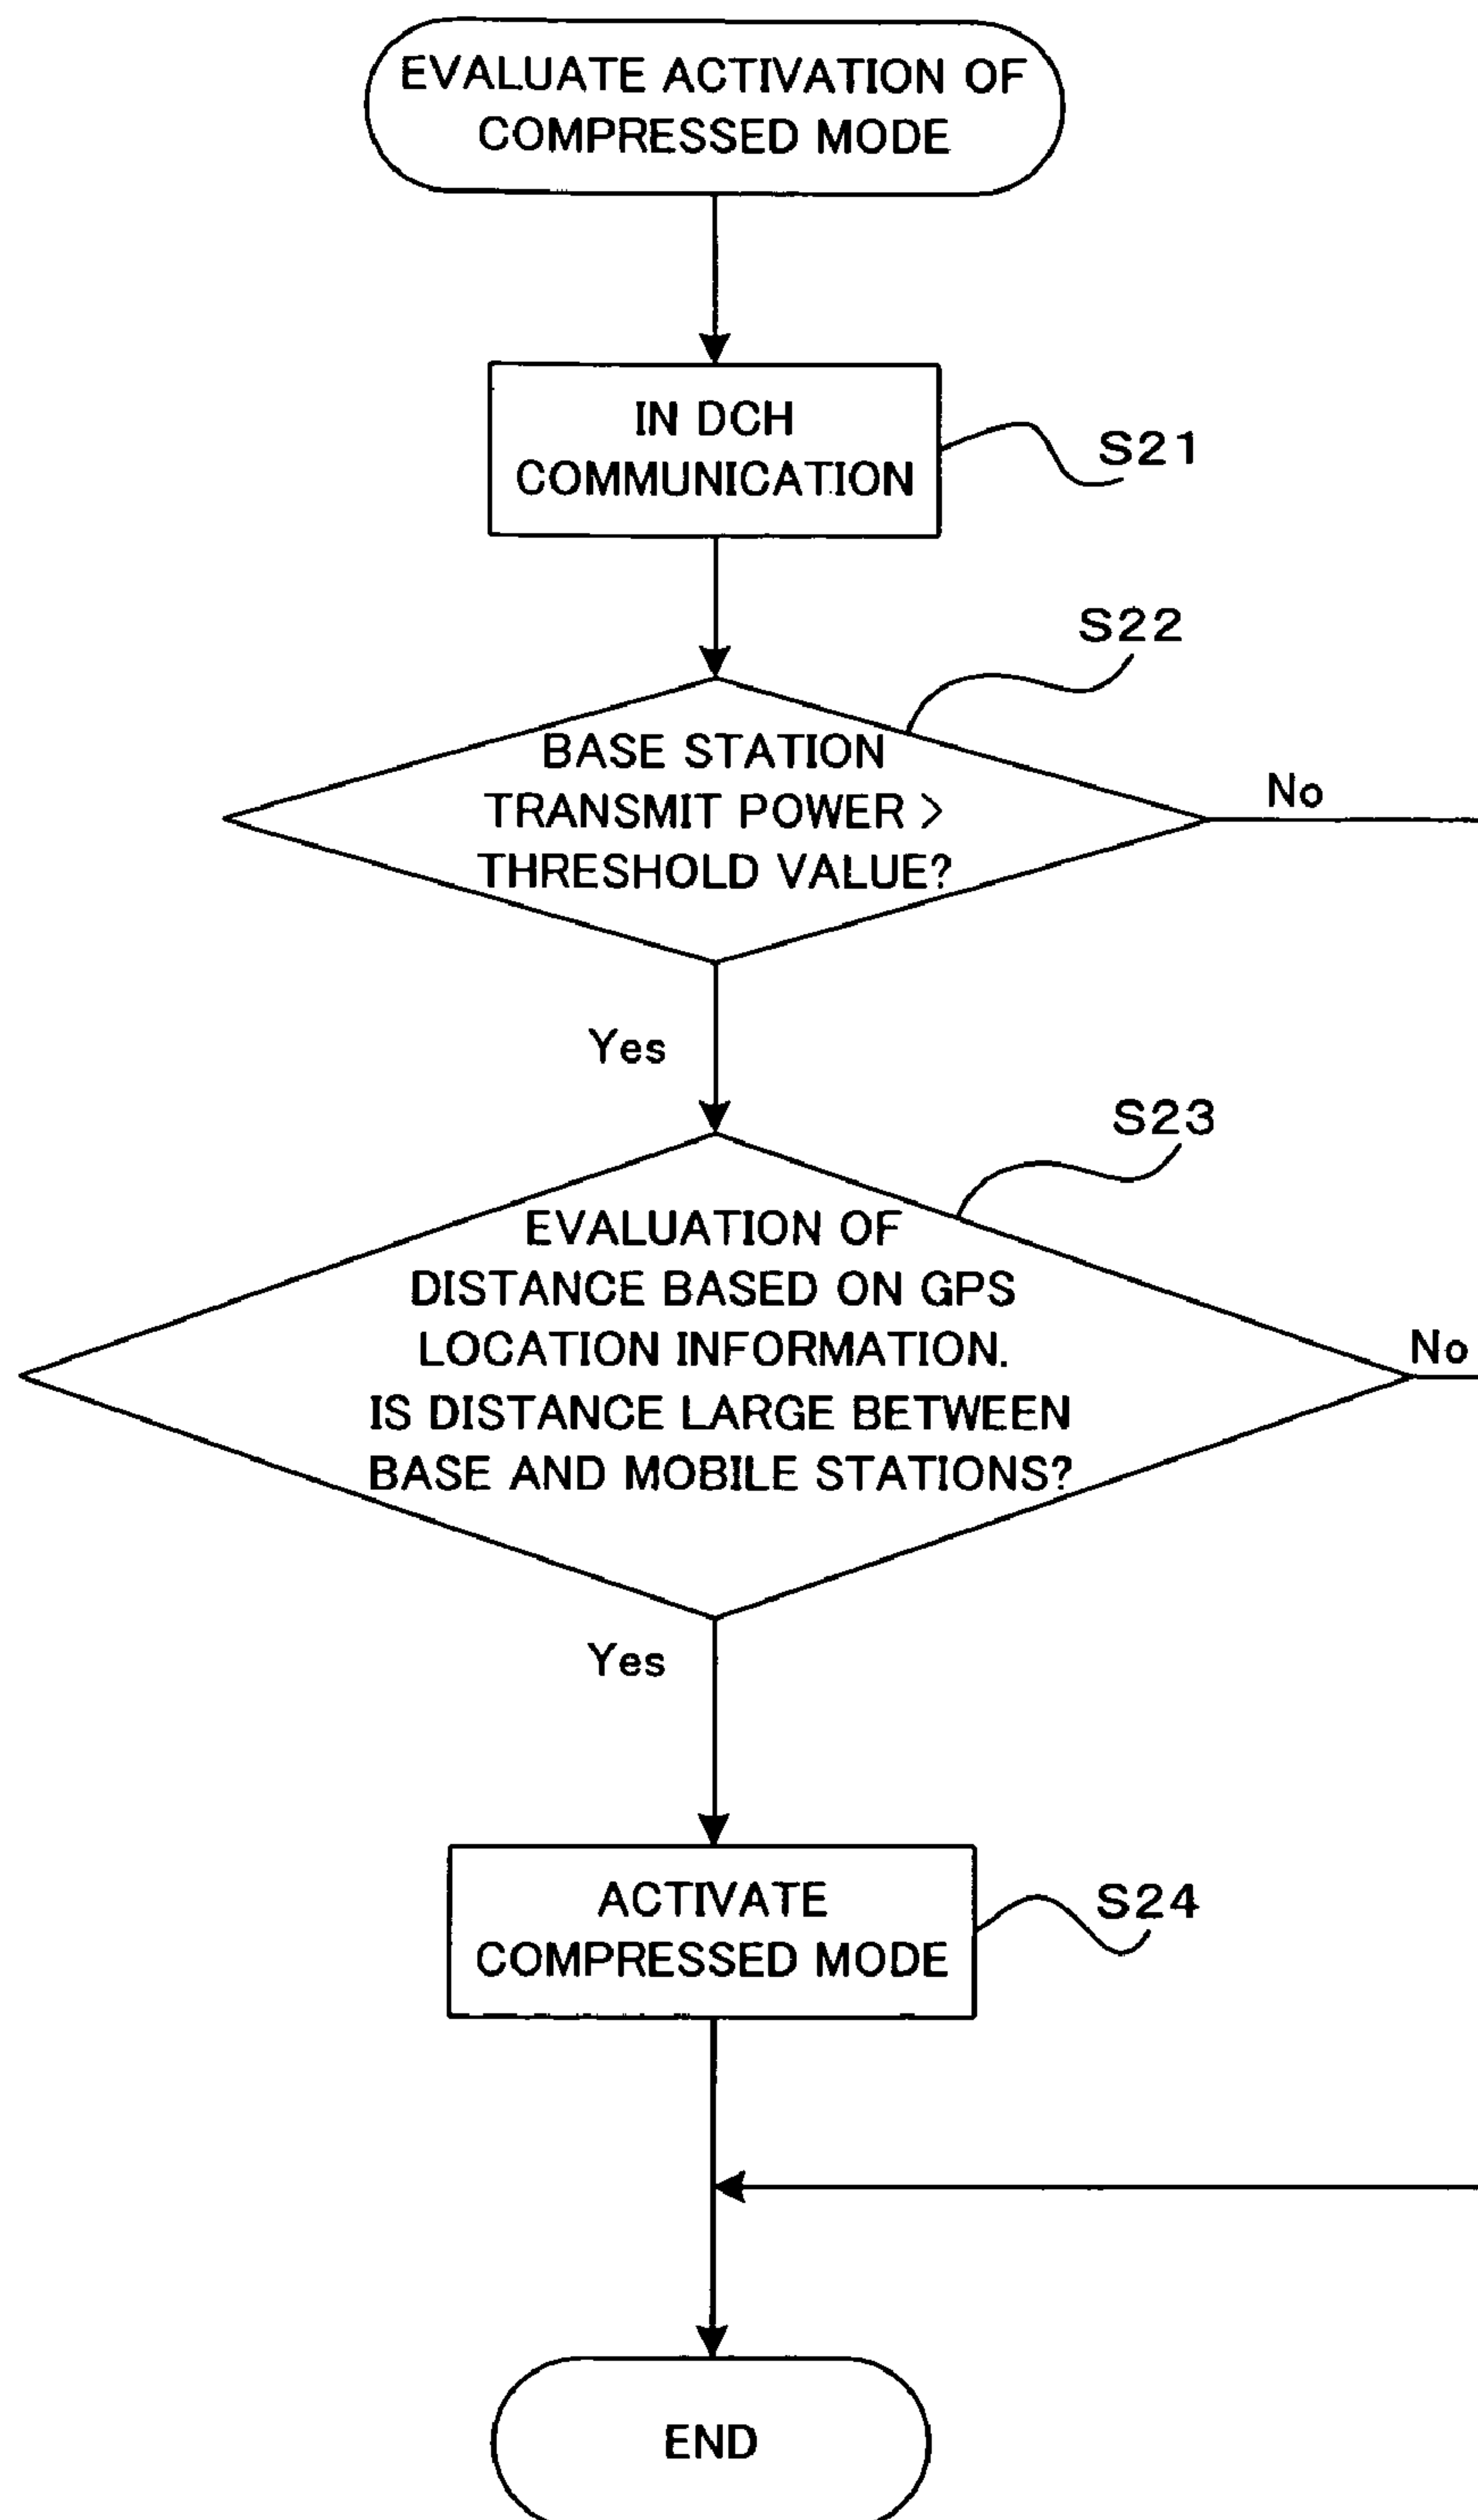 EVALUATE ACTIVATION OF
COMPRESSED MODE
IN DCH
COMMUNICATION
S21
S22
BASE STATION
TRANSMIT POWER >
THRESHOLD VALUE?
No
Yes
S23
EVALUATION OF
DISTANCE BASED ON GPS
LOCATION INFORMATION.
IS DISTANCE LARGE BETWEEN
BASE AND MOBILE STATIONS?
No
Yes
ACTIVATE
COMPRESSED MODE
S24
END